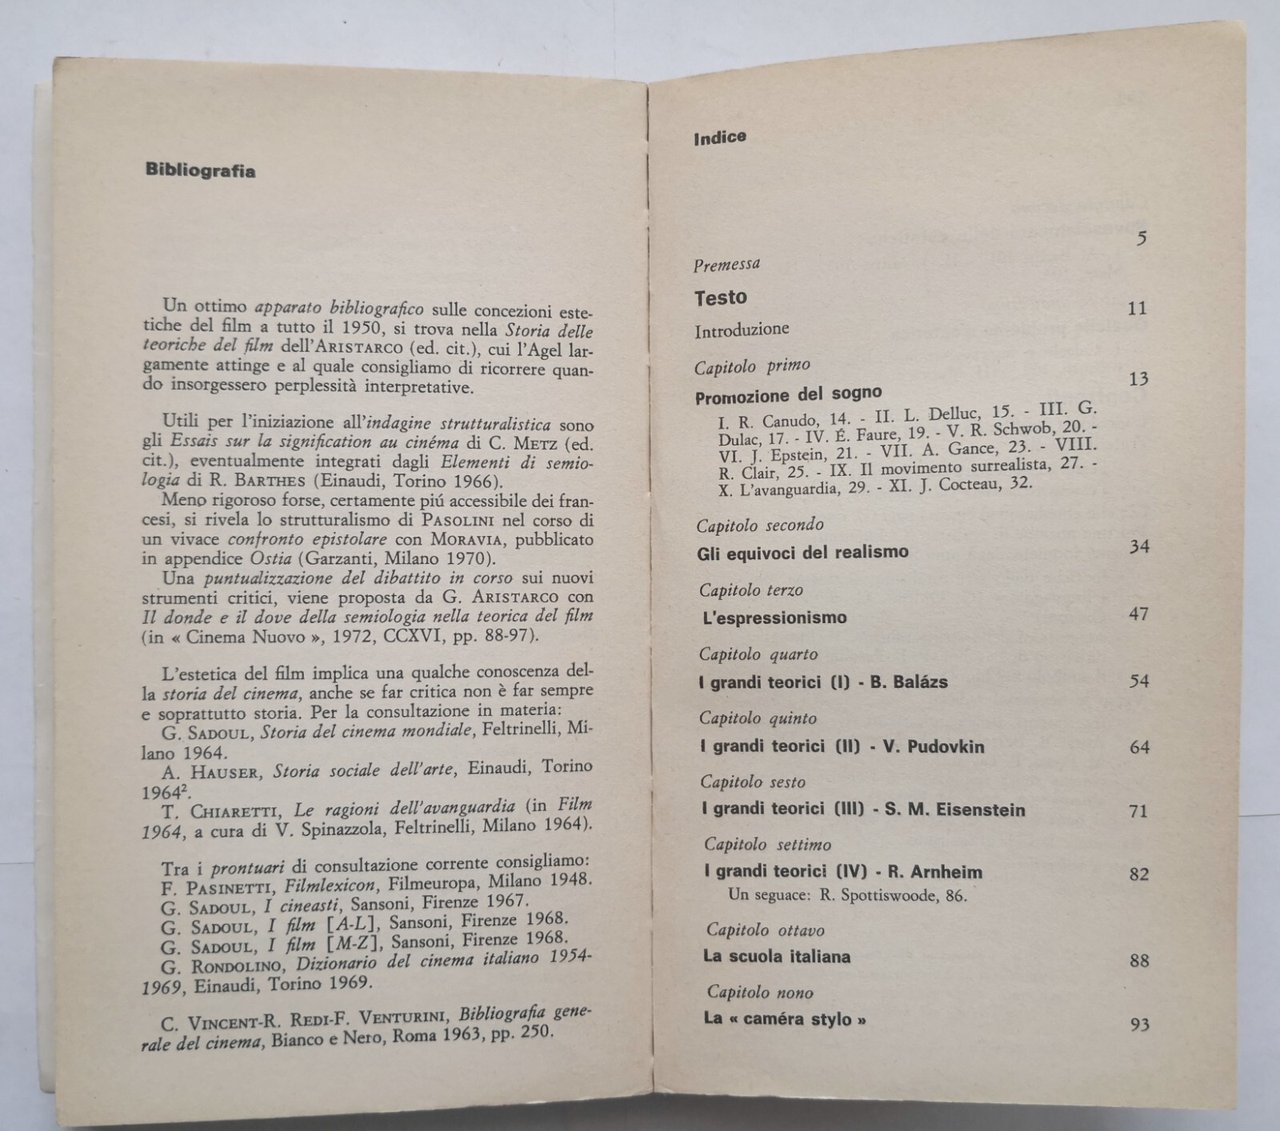 Bibliografia
Un ottimo apparato bibliografico sulle concezioni este-
tiche del film a tutto il 1950, si trova nella Storia delle
teoriche del film dell'ARISTARCO (ed. cit.), cui l'Agel lar-
gamente attinge e al quale consigliamo di ricorrere quan-
do insorgessero perplessità interpretative.
Utili per l'iniziazione all'indagine strutturalistica sono
gli Essais sur la signification au cinéma di C. METZ (ed.
cit.), eventualmente integrati dagli Elementi di semio-
logia di R. BARTHES (Einaudi, Torino 1966).
Meno rigoroso forse, certamente piú accessibile dei fran-
cesi, si rivela lo strutturalismo di PASOLINI nel corso di
un vivace confronto epistolare con MORAVIA, pubblicato
in appendice Ostia (Garzanti, Milano 1970).
Una puntualizzazione del dibattito in corso sui nuovi
strumenti critici, viene proposta da G. ARISTARCO con
Il donde e il dove della semiologia nella teorica del film
(in « Cinema Nuovo », 1972, CCXVI, pp. 88-97).
L'estetica del film implica una qualche conoscenza del-
la storia del cinema, anche se far critica non è far sempre
e soprattutto storia. Per la consultazione in materia:
G. SADOUL, Storia del cinema mondiale, Feltrinelli, Mi-
lano 1964.
A. HAUSER, Storia sociale dell'arte, Einaudi, Torino
1964².
T. CHIARETTI, Le ragioni dell'avanguardia (in Film
1964, a cura di V. Spinazzola, Feltrinelli, Milano 1964).
Tra i prontuari di consultazione corrente consigliamo:
F. PASINETTI, Filmlexicon, Filmeuropa, Milano 1948.
G. SADOUL, I cineasti, Sansoni, Firenze 1967.
G. SADOUL, I film [A-L], Sansoni, Firenze 1968.
G. SADOUL, I film [M-Z], Sansoni, Firenze 1968.
G. RONDOLINO, Dizionario del cinema italiano 1954-
1969, Einaudi, Torino 1969.
C. VINCENT-R. REDI-F. VENTURINI, Bibliografia gene-
rale del cinema, Bianco e Nero, Roma 1963, pp. 250.
Indice
Premessa 5
Testo
Introduzione 11
Capitolo primo
Promozione del sogno 13
I. R. Canudo, 14. - II. L. Delluc, 15. - III. G.
Dulac, 17. - IV. É. Faure, 19. - V. R. Schwob, 20. -
VI. J. Epstein, 21. - VII. A. Gance, 23. - VIII.
R. Clair, 25. - IX. Il movimento surrealista, 27. -
X. L'avanguardia, 29. - XI. J. Cocteau, 32.
Capitolo secondo
Gli equivoci del realismo 34
Capitolo terzo
L'espressionismo 47
Capitolo quarto
I grandi teorici (I) - B. Balázs 54
Capitolo quinto
I grandi teorici (II) - V. Pudovkin 64
Capitolo sesto
I grandi teorici (III) - S. M. Eisenstein 71
Capitolo settimo
I grandi teorici (IV) - R. Arnheim 82
Un seguace: R. Spottiswoode, 86.
Capitolo ottavo
La scuola italiana 88
Capitolo nono
La « caméra stylo » 93